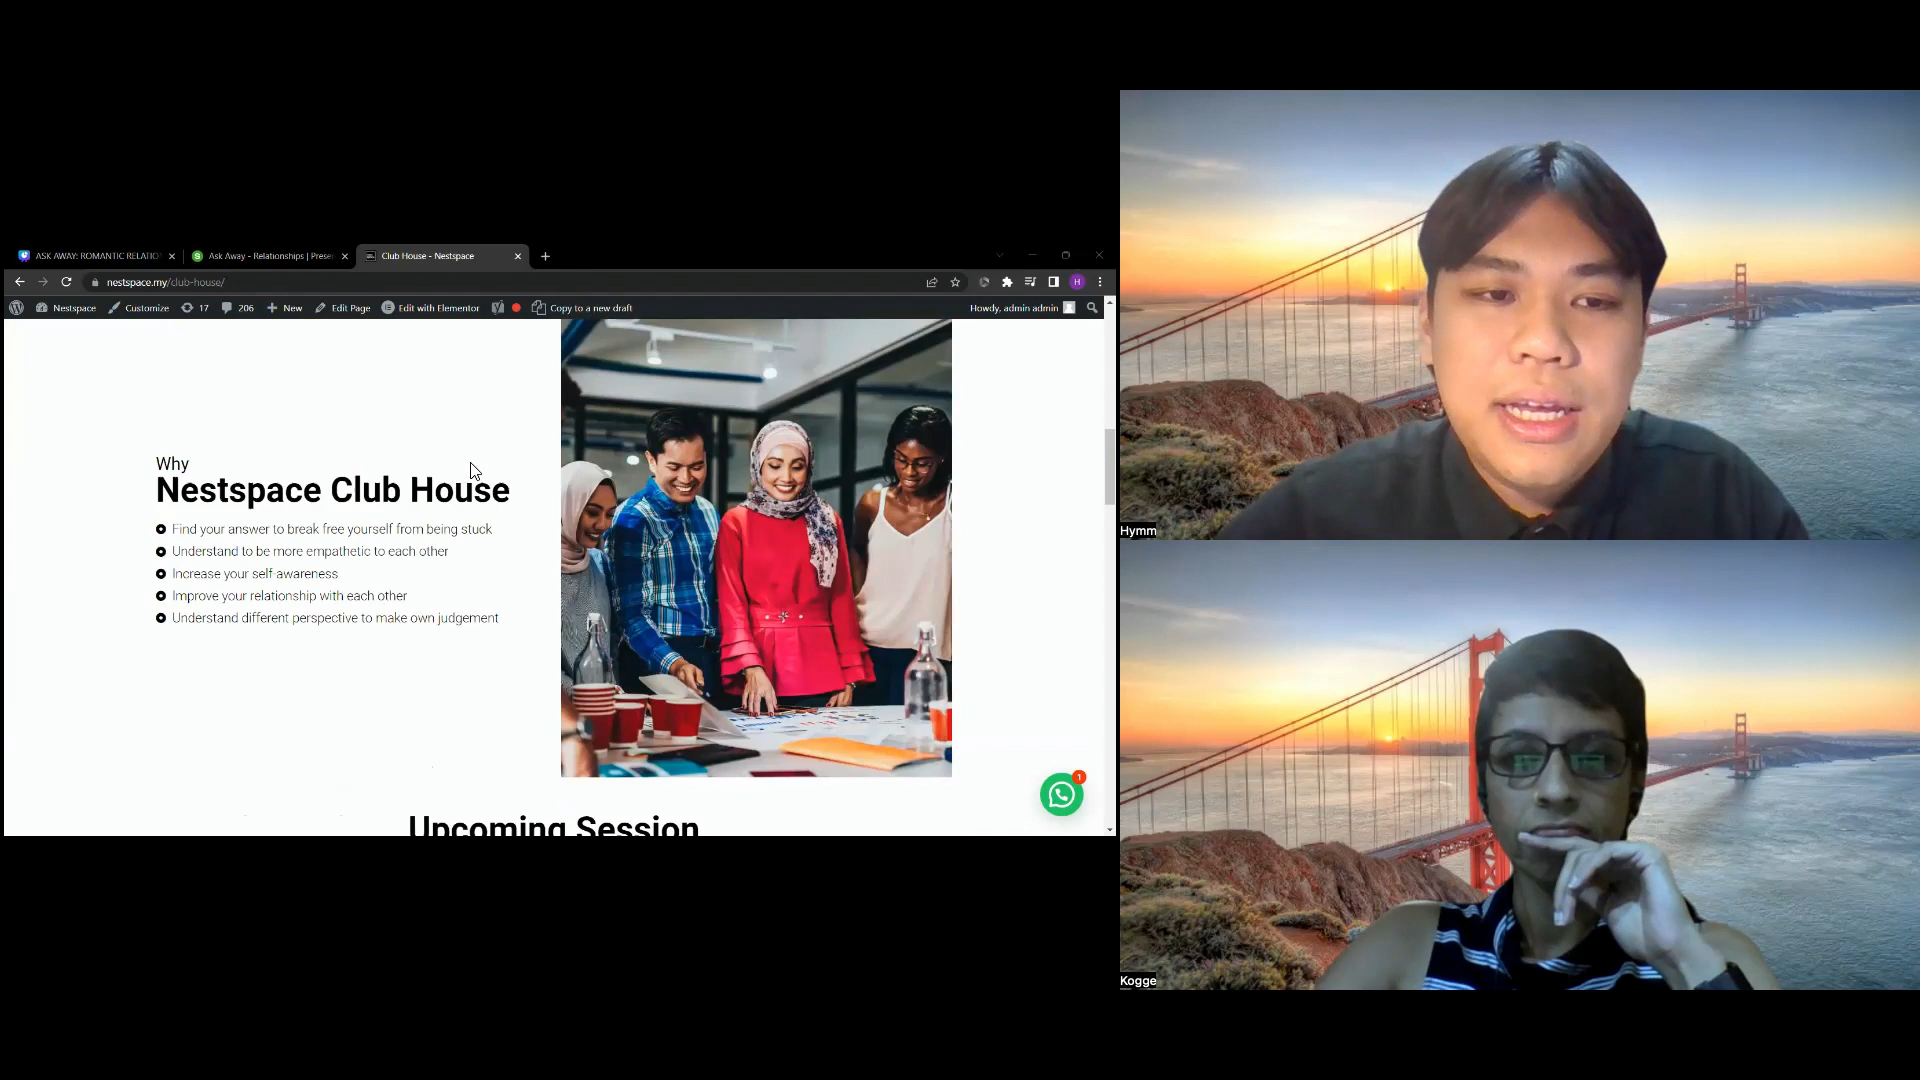 ASK AWAY: ROMANTIC RELATIO
Ask Away - Relationships | Prese
Club House - Nestspace
nestspace.my/club-house/
H
Nestspace
Customize
17
206
New
Edit Page
Edit with Elementor
Copy to a new draft
Howdy, admin admin
Why
Nestspace Club House
Find your answer to break free yourself from being stuck
Understand to be more empathetic to each other
Increase your self-awareness
Improve your relationship with each other
Understand different perspective to make own judgement
1
Upcoming Session
Hymm
Kogge